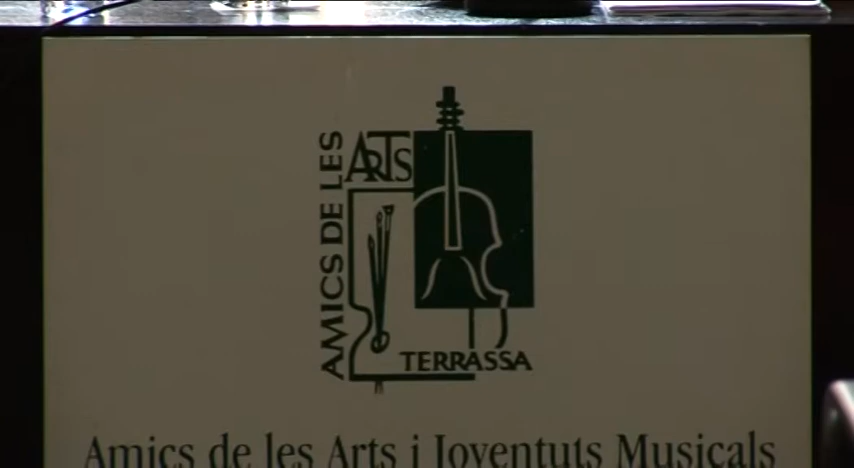 AMICS DE LES
ARTS
TERRASSA
Amics de les Arts i Joventuts Musicals